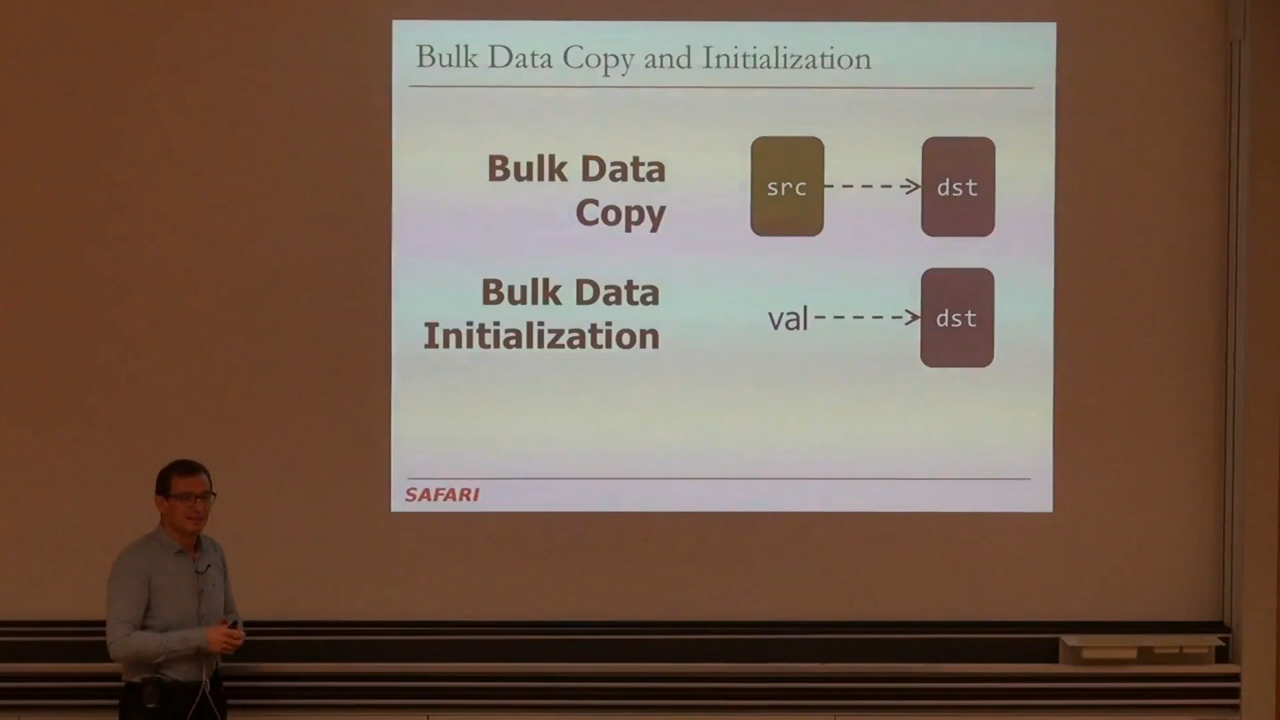 Bulk Data Copy and Initialization
Bulk Data
Copy
src
dst
Bulk Data
Initialization
val
dst
SAFARI